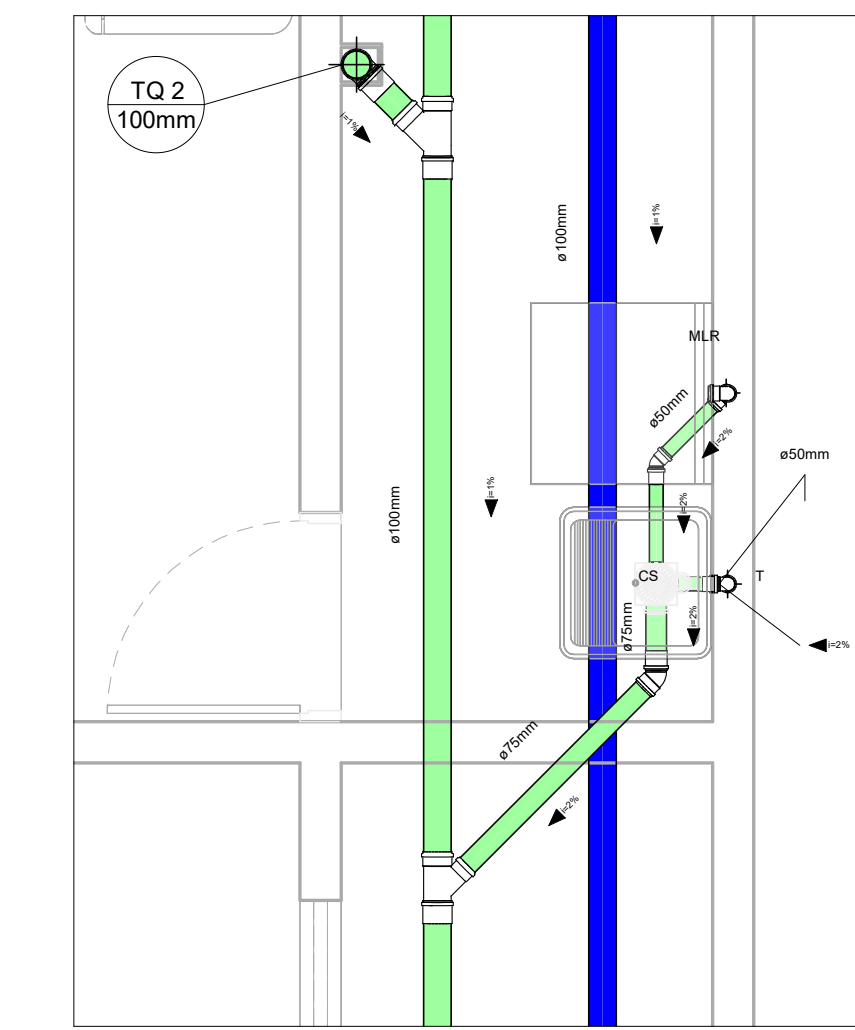 TQ 2
100mm
i=1%
ø100mm
i=1%
MLR
ø50mm
i=2%
ø50mm
i=1%
i=2%
ø100mm
CS
T
i=2%
ø75mm
i=2%
ø75mm
i=2%